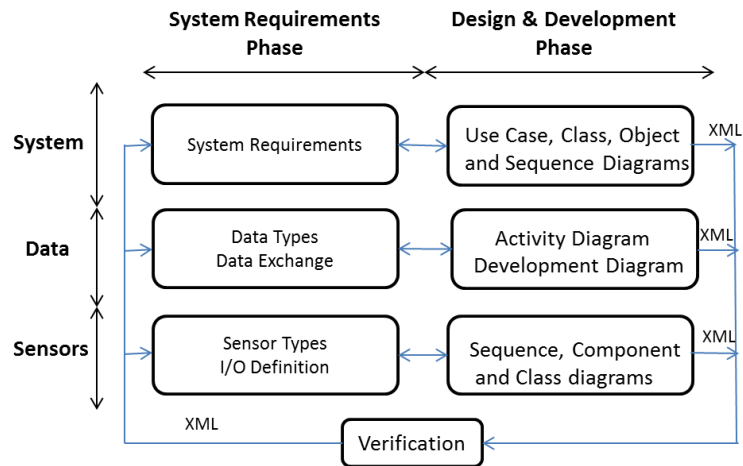 System Requirements
Phase
Design & Development
Phase
System
System Requirements
Use Case, Class, Object
and Sequence Diagrams
XML
Data
Data Types
Data Exchange
Activity Diagram
Development Diagram
XML
Sensors
Sensor Types
I/O Definition
Sequence, Component
and Class diagrams
XML
XML
Verification